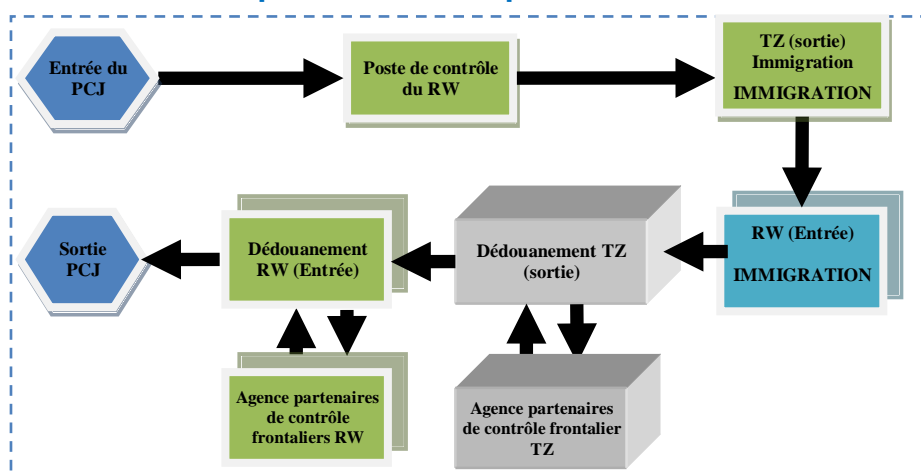 Entrée du
PCJ
Poste de contrôle
du RW
TZ (sortie)
Immigration
IMMIGRATION
Sortie
PCJ
Dédouanement
RW (Entrée)
Dédouanement TZ
(sortie)
RW (Entrée)
IMMIGRATION
Agence partenaires
de contrôle
frontaliers RW
Agence partenaires
de contrôle frontalier
TZ